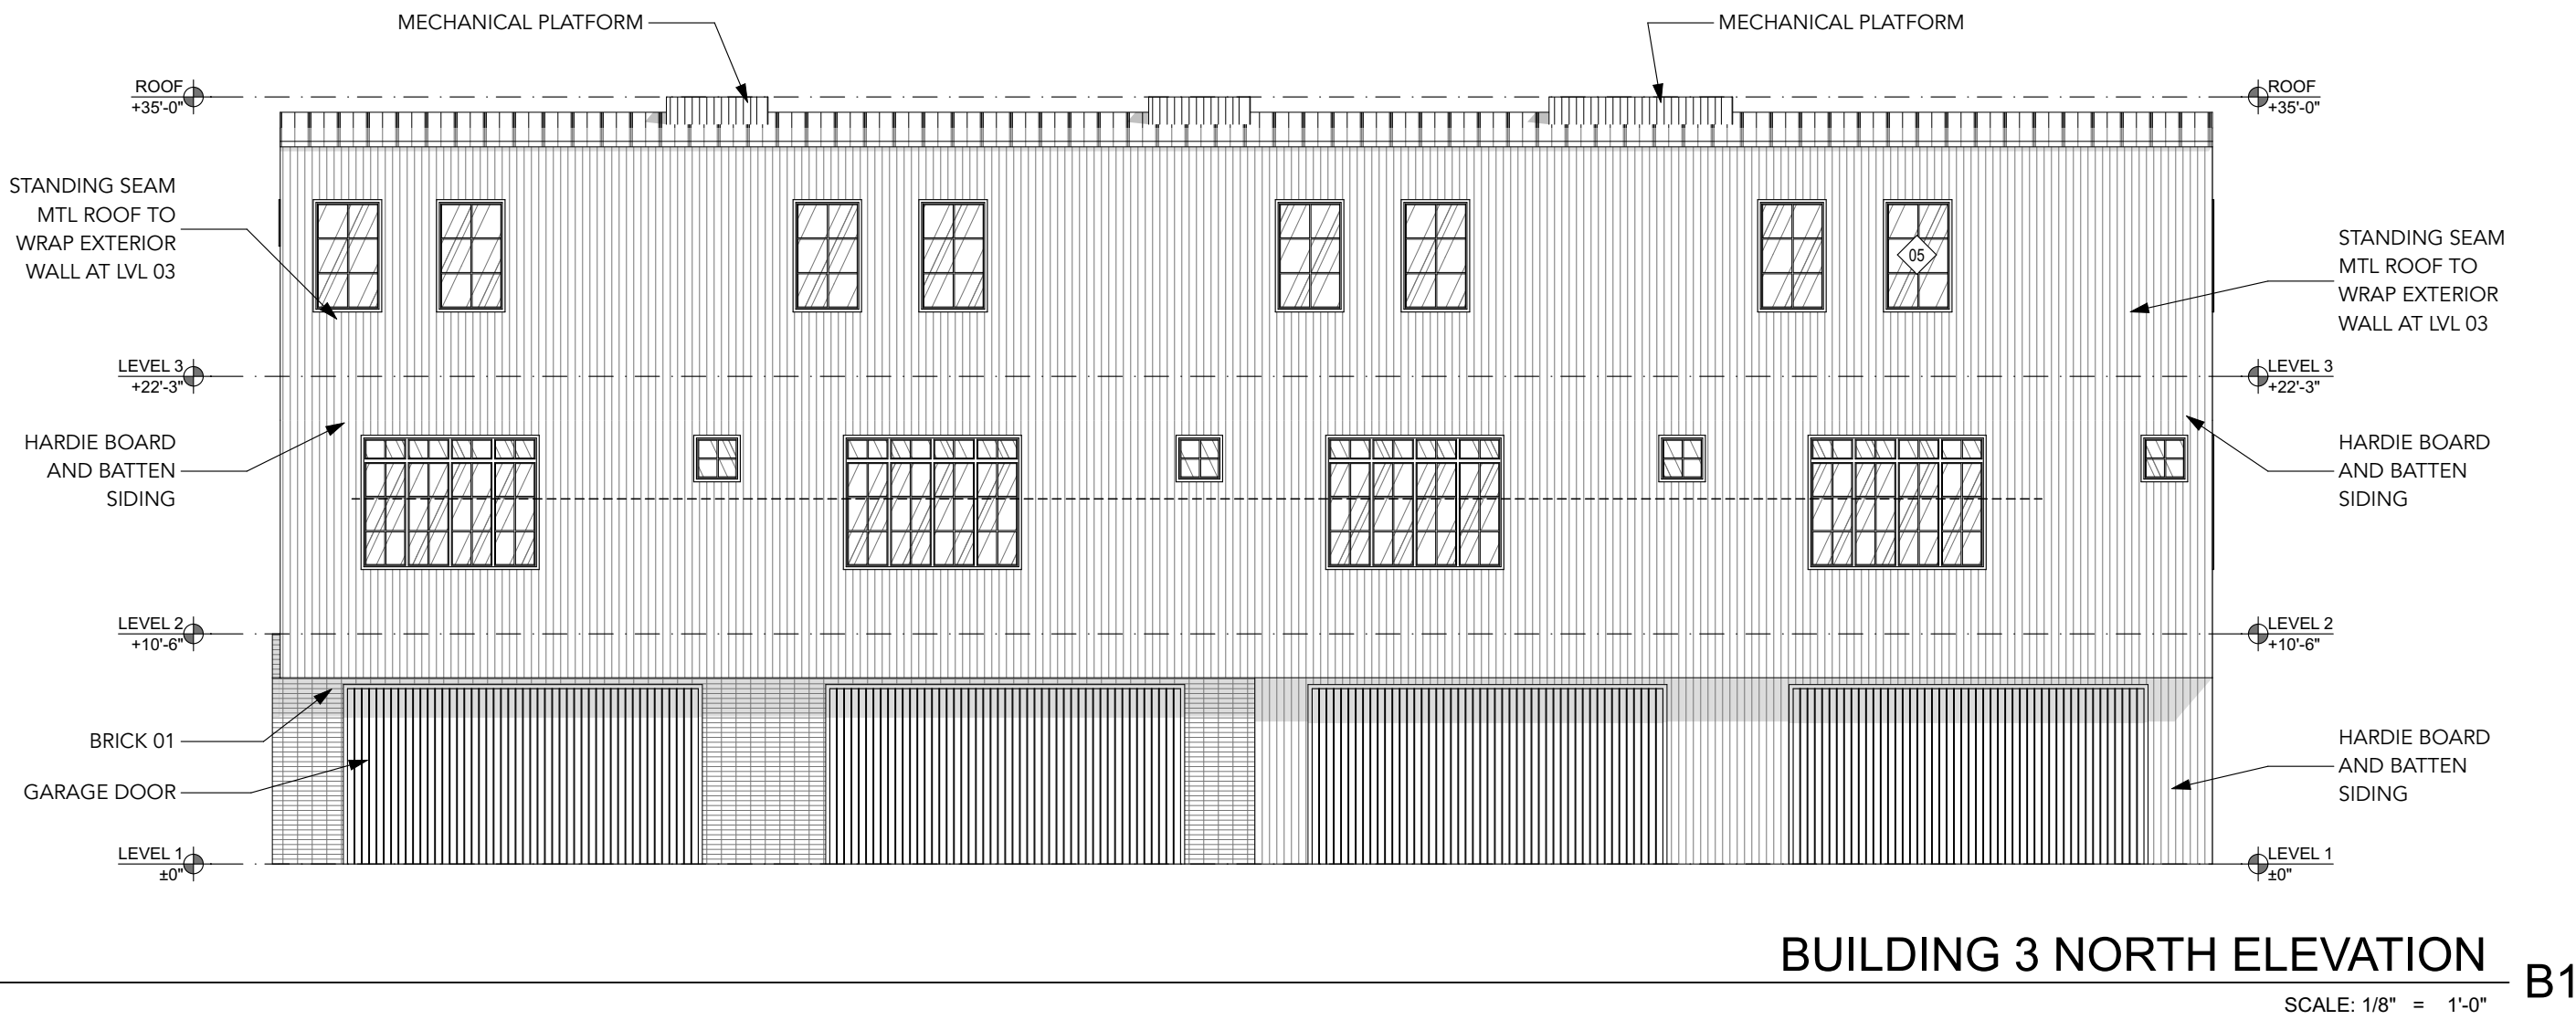 MECHANICAL PLATFORM
MECHANICAL PLATFORM
ROOF
+35'-0"
ROOF
+35'-0"
STANDING SEAM
MTL ROOF TO
WRAP EXTERIOR
WALL AT LVL 03
05
STANDING SEAM
MTL ROOF TO
WRAP EXTERIOR
WALL AT LVL 03
LEVEL 3
+22'-3"
LEVEL 3
+22'-3"
HARDIE BOARD
AND BATTEN
SIDING
HARDIE BOARD
AND BATTEN
SIDING
LEVEL 2
+10'-6"
LEVEL 2
+10'-6"
BRICK 01
GARAGE DOOR
HARDIE BOARD
AND BATTEN
SIDING
LEVEL 1
±0"
LEVEL 1
±0"
BUILDING 3 NORTH ELEVATION
B1
SCALE: 1/8" = 1'-0"